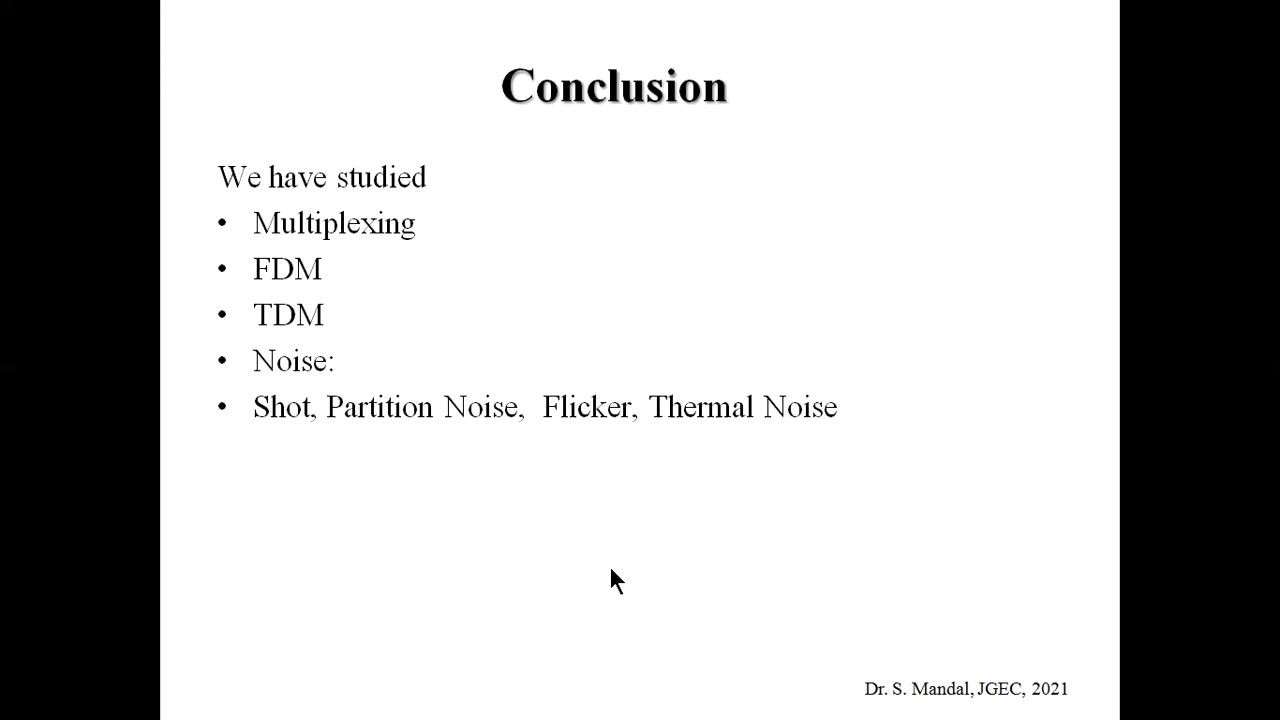 Conclusion
We have studied
• Multiplexing
• FDM
• TDM
• Noise:
• Shot, Partition Noise, Flicker, Thermal Noise
Dr. S. Mandal, JGEC, 2021